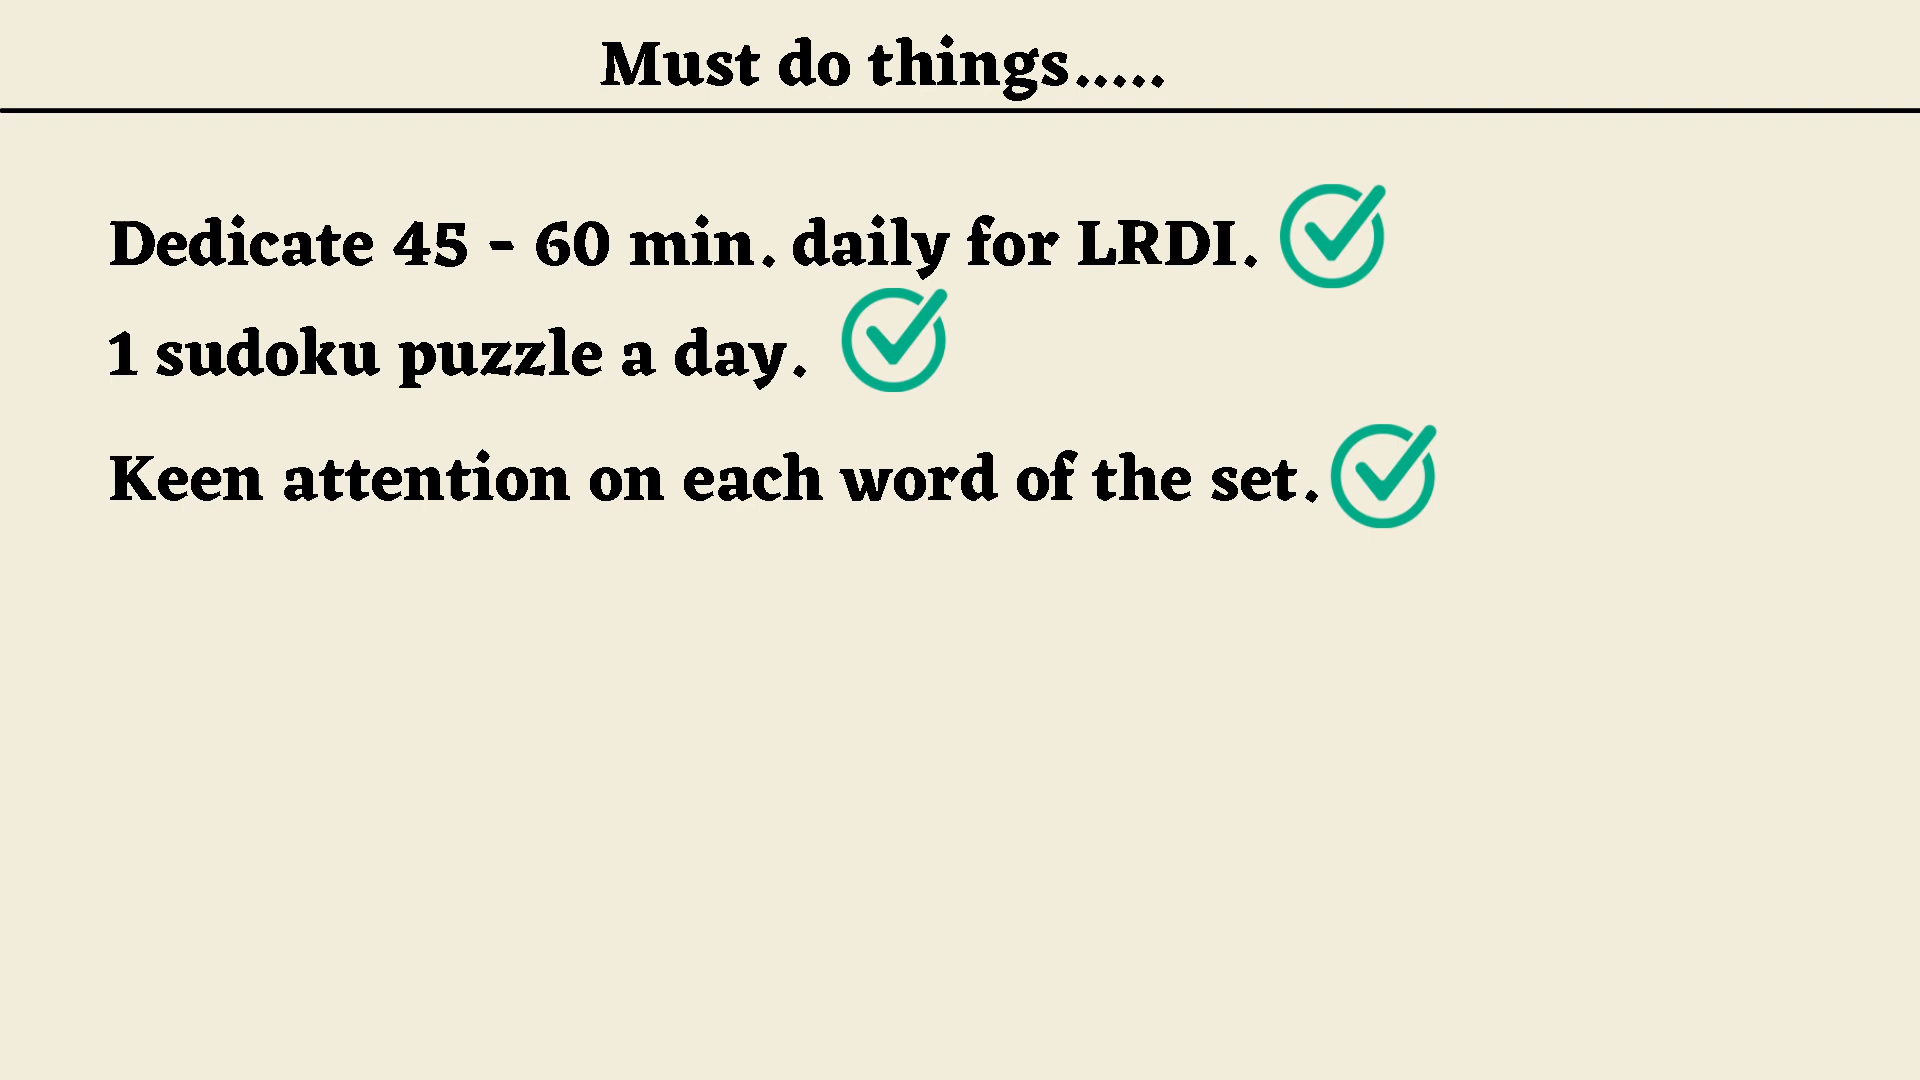 Must do things.....
Dedicate 45 - 60 min. daily for LRDI.
1 sudoku puzzle a day.
Keen attention on each word of the set.